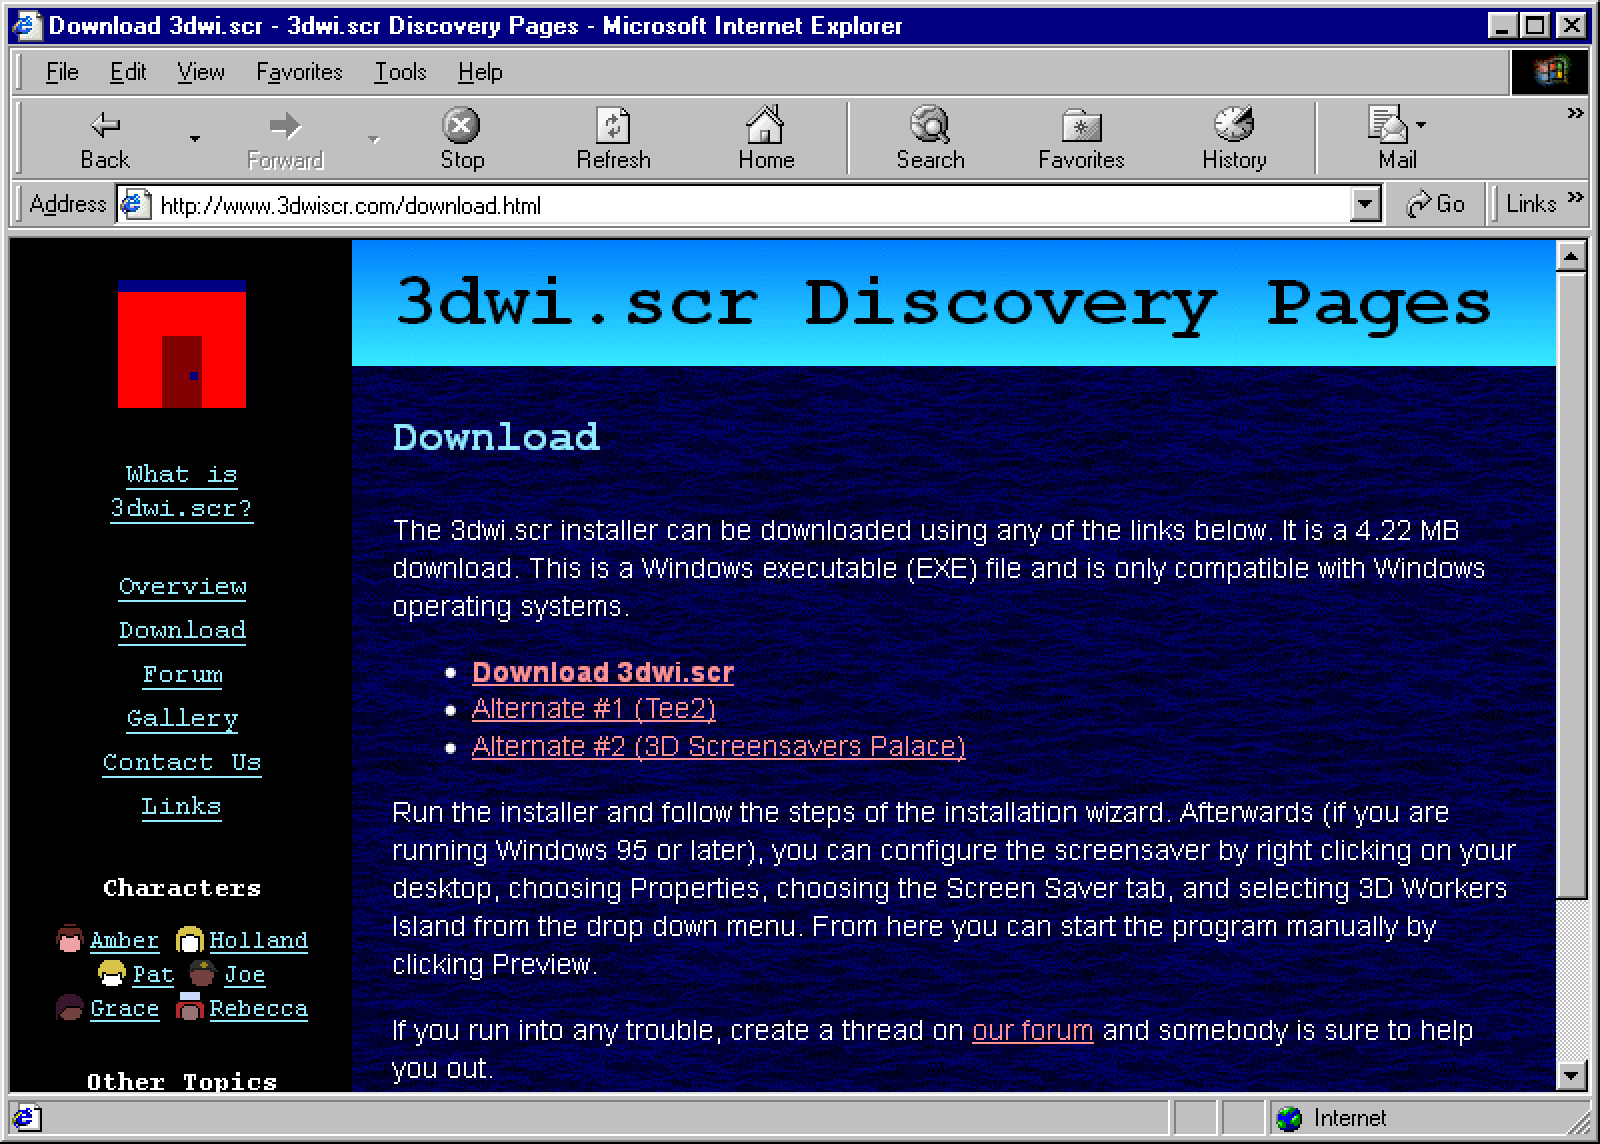 Download 3dwi.scr - 3dwi.scr Discovery Pages - Microsoft Internet Explorer
File Edit View Favorites Tools Help
Back Forward Stop Refresh Home Search Favorites History Mail »
Address http://www.3dwiscr.com/download.html Go Links »
3dwi.scr Discovery Pages
What is
3dwi.scr?
Overview
Download
Forum
Gallery
Contact Us
Links
Characters
Amber Holland
Pat Joe
Grace Rebecca
Other Topics
Download
The 3dwi.scr installer can be downloaded using any of the links below. It is a 4.22 MB
download. This is a Windows executable (EXE) file and is only compatible with Windows
operating systems.
• Download 3dwi.scr
• Alternate #1 (Tee2)
• Alternate #2 (3D Screensavers Palace)
Run the installer and follow the steps of the installation wizard. Afterwards (if you are
running Windows 95 or later), you can configure the screensaver by right clicking on your
desktop, choosing Properties, choosing the Screen Saver tab, and selecting 3D Workers
Island from the drop down menu. From here you can start the program manually by
clicking Preview.
If you run into any trouble, create a thread on our forum and somebody is sure to help
you out.
Internet